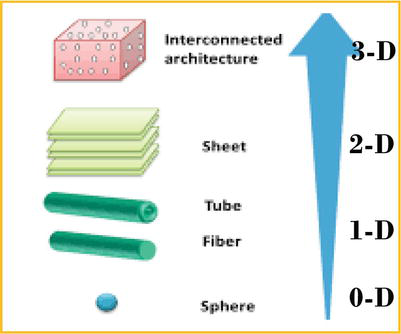 Interconnected
architecture
3-D
Sheet
2-D
Tube
Fiber
1-D
Sphere
0-D